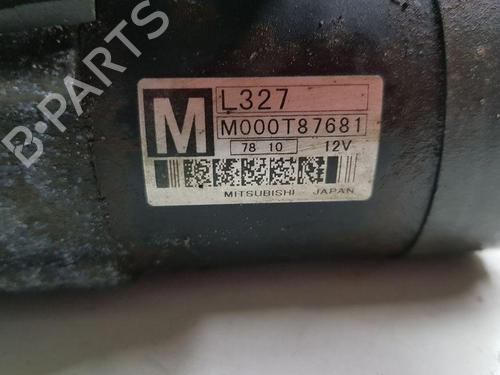 B-PARTS
M
L327
M000T87681
78 10
12V
MITSUBISHI JAPAN